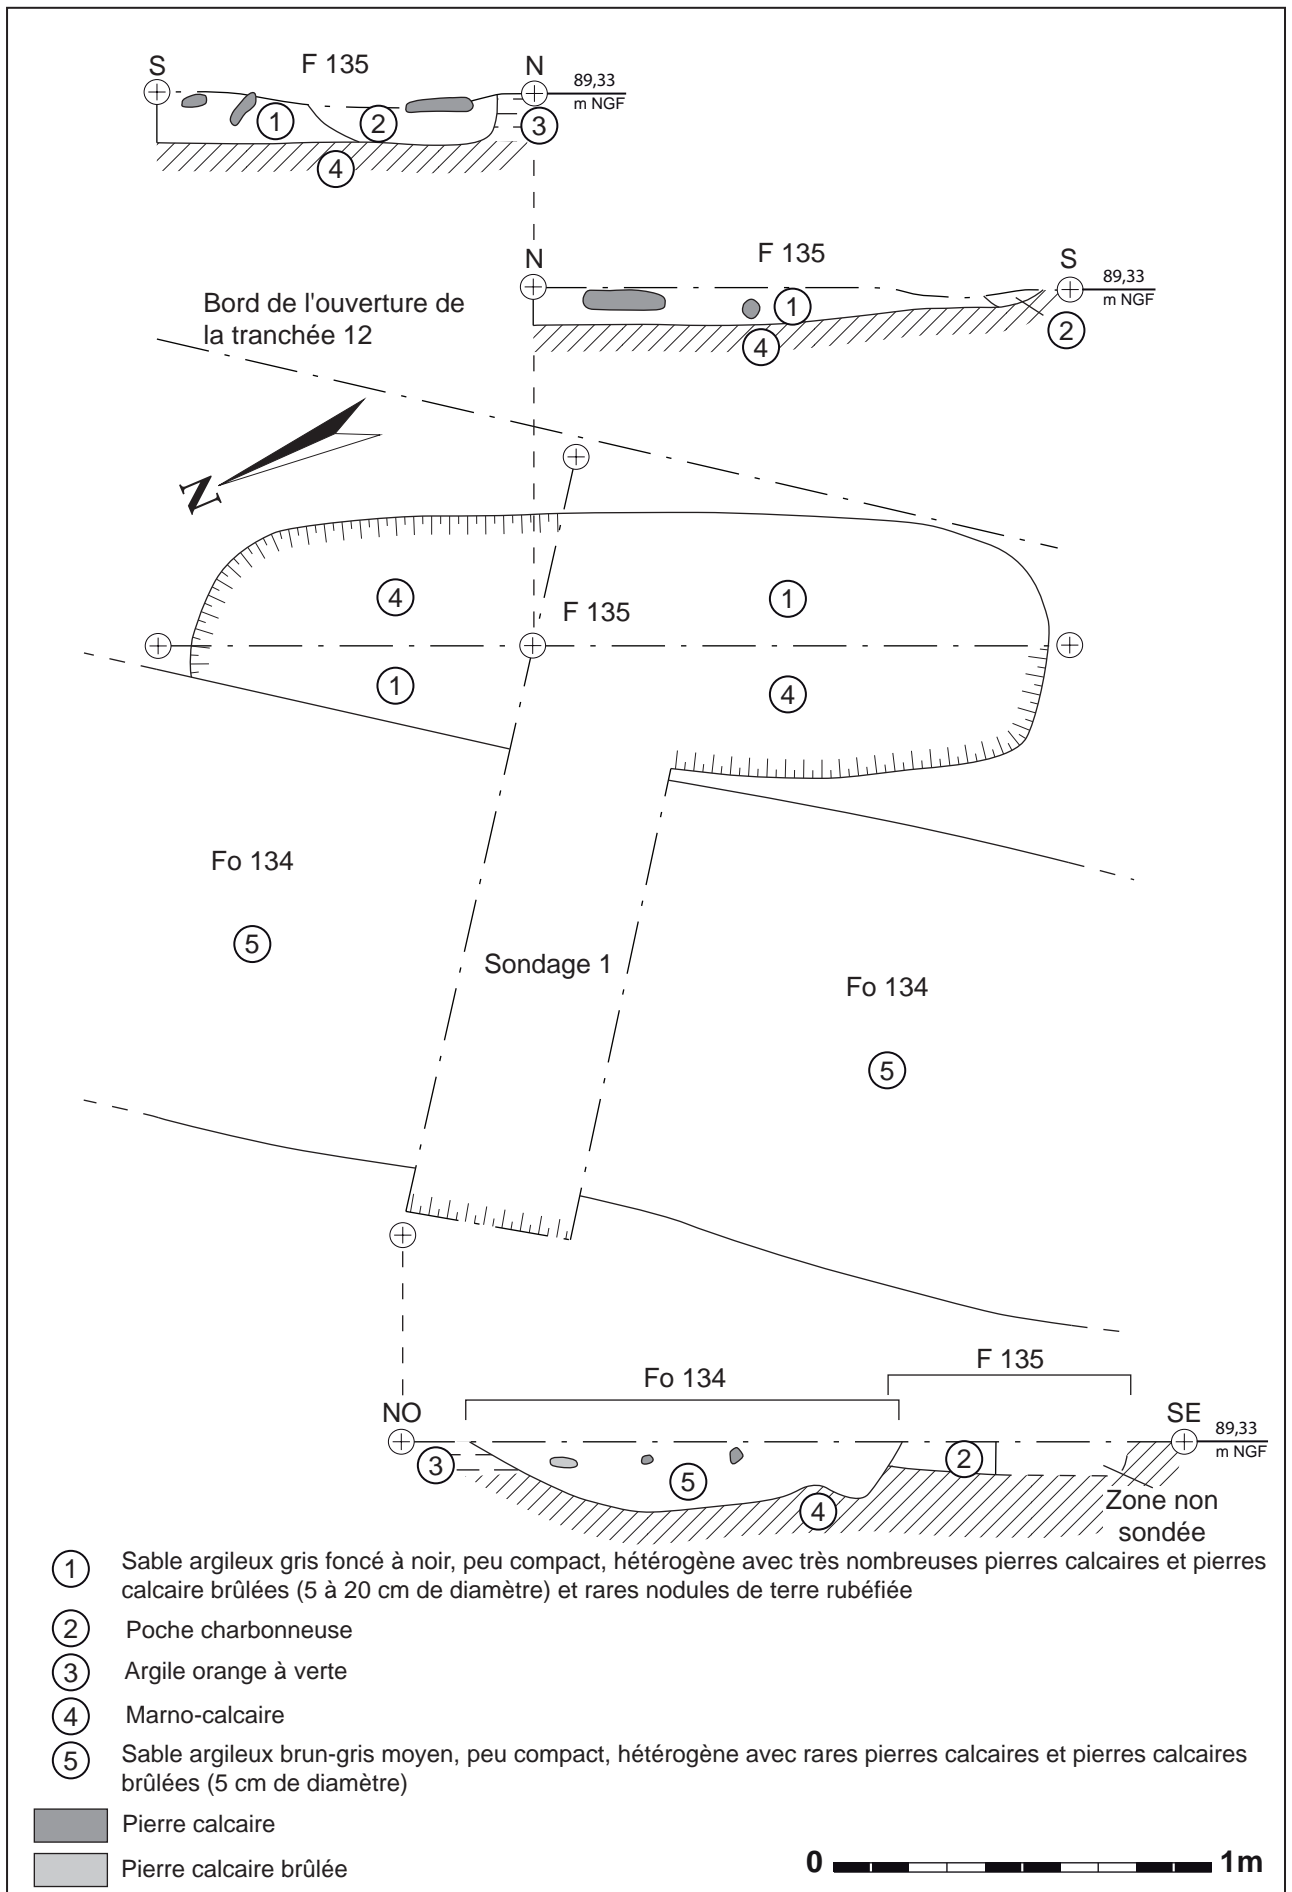 S
F 135
N
89,33
m NGF
1
2
3
4
N
F 135
S
89,33
m NGF
1
2
4
Bord de l'ouverture de
la tranchée 12
N
4
1
F 135
1
4
Fo 134
5
Sondage 1
Fo 134
5
F 135
Fo 134
NO
SE
89,33
m NGF
3
2
5
4
Zone non
sondée
1 Sable argileux gris foncé à noir, peu compact, hétérogène avec très nombreuses pierres calcaires et pierres
calcaire brûlées (5 à 20 cm de diamètre) et rares nodules de terre rubéfiée
2 Poche charbonneuse
3 Argile orange à verte
4 Marno-calcaire
5 Sable argileux brun-gris moyen, peu compact, hétérogène avec rares pierres calcaires et pierres calcaires
brûlées (5 cm de diamètre)
Pierre calcaire
Pierre calcaire brûlée
0 1m